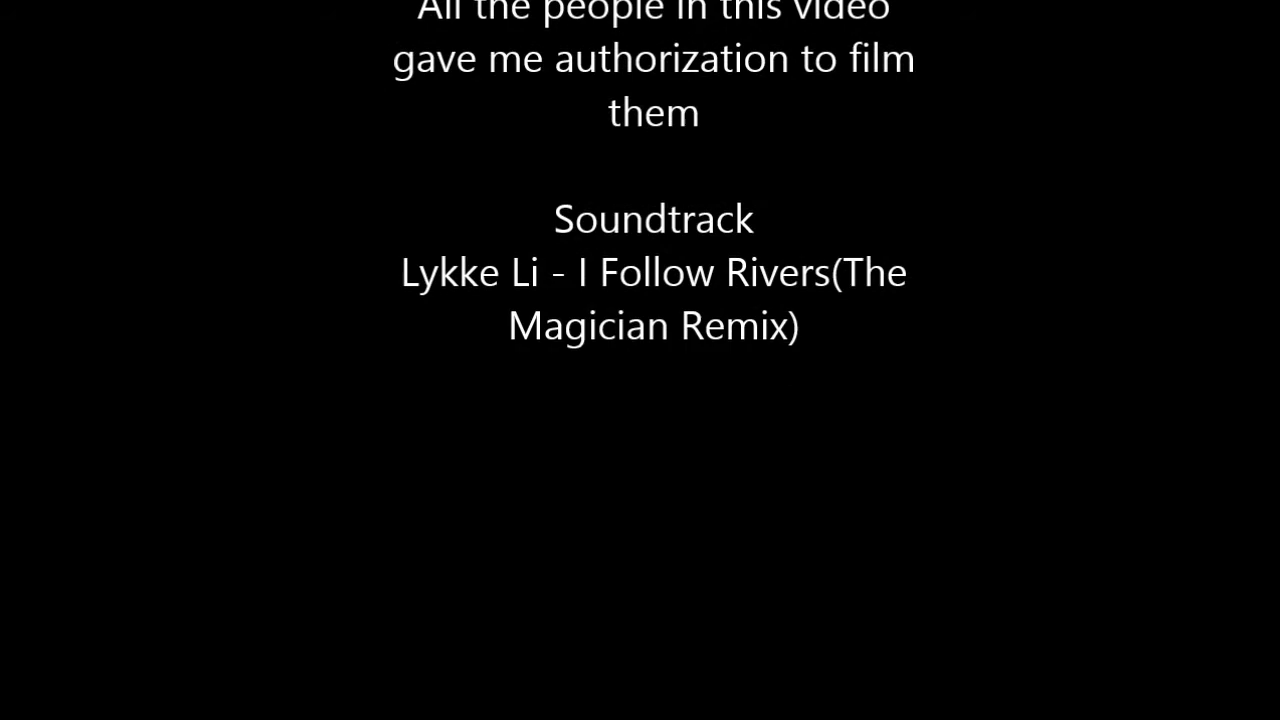 All the people in this video
gave me authorization to film
them
Soundtrack
Lykke Li - I Follow Rivers(The
Magician Remix)